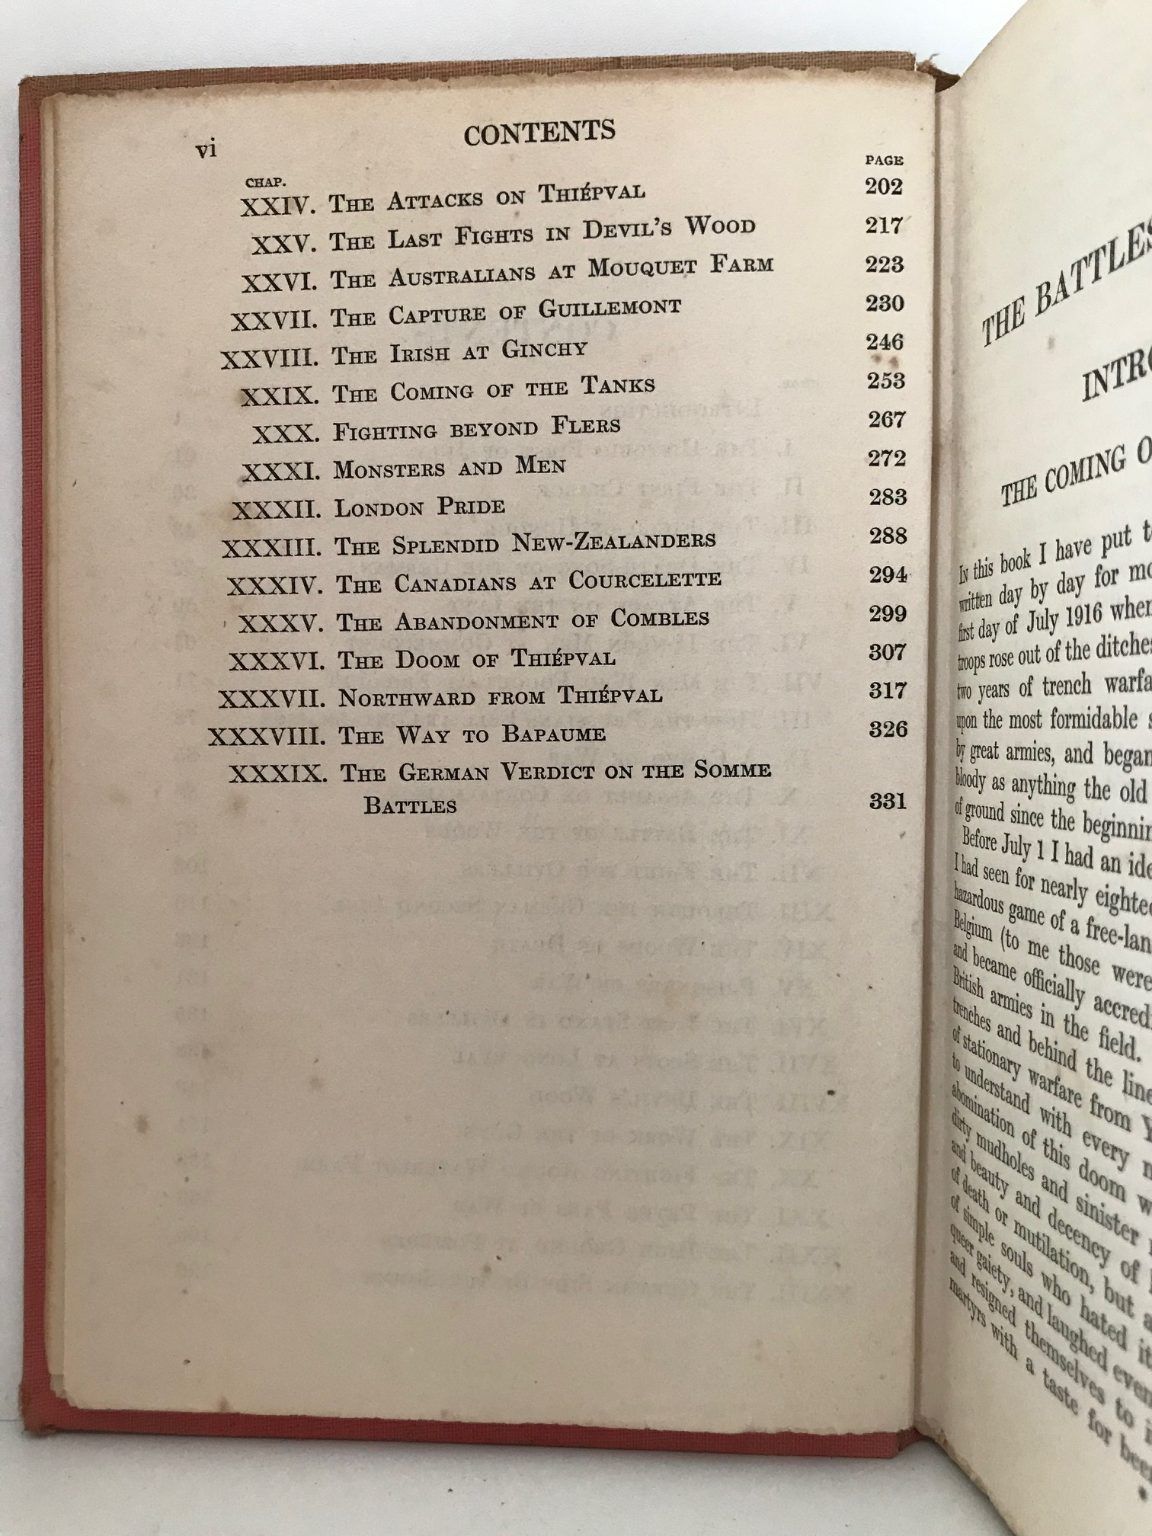 vi CONTENTS
CHAP. PAGE
XXIV. The Attacks on Thiépval 202
XXV. The Last Fights in Devil's Wood 217
XXVI. The Australians at Mouquet Farm 223
XXVII. The Capture of Guillemont 230
XXVIII. The Irish at Ginchy 246
XXIX. The Coming of the Tanks 253
XXX. Fighting beyond Flers 267
XXXI. Monsters and Men 272
XXXII. London Pride 283
XXXIII. The Splendid New-Zealanders 288
XXXIV. The Canadians at Courcelette 294
XXXV. The Abandonment of Combles 299
XXXVI. The Doom of Thiépval 307
XXXVII. Northward from Thiépval 317
XXXVIII. The Way to Bapaume 326
XXXIX. The German Verdict on the Somme
Battles 331
THE BATTLES
INTRO
THE COMING O
In this book I have put t
written day by day for mo
first day of July 1916 when
troops rose out of the ditches
two years of trench warfa
upon the most formidable
by great armies, and began
bloody as anything the old
of ground since the beginnin
Before July 1 I had an ide
I had seen for nearly eightee
hazardous game of a free-lan
Belgium (to me those were
and became officially accred
British armies in the field.
trenches and behind the line
of stationary warfare from Y
to understand with every
abomination of this doom w
dirty mudholes and sinister
and beauty and decency of
of death or mutilation, but a
of simple souls who hated it
queer gaiety, and laughed even
and resigned themselves to i
martyrs with a taste for bee